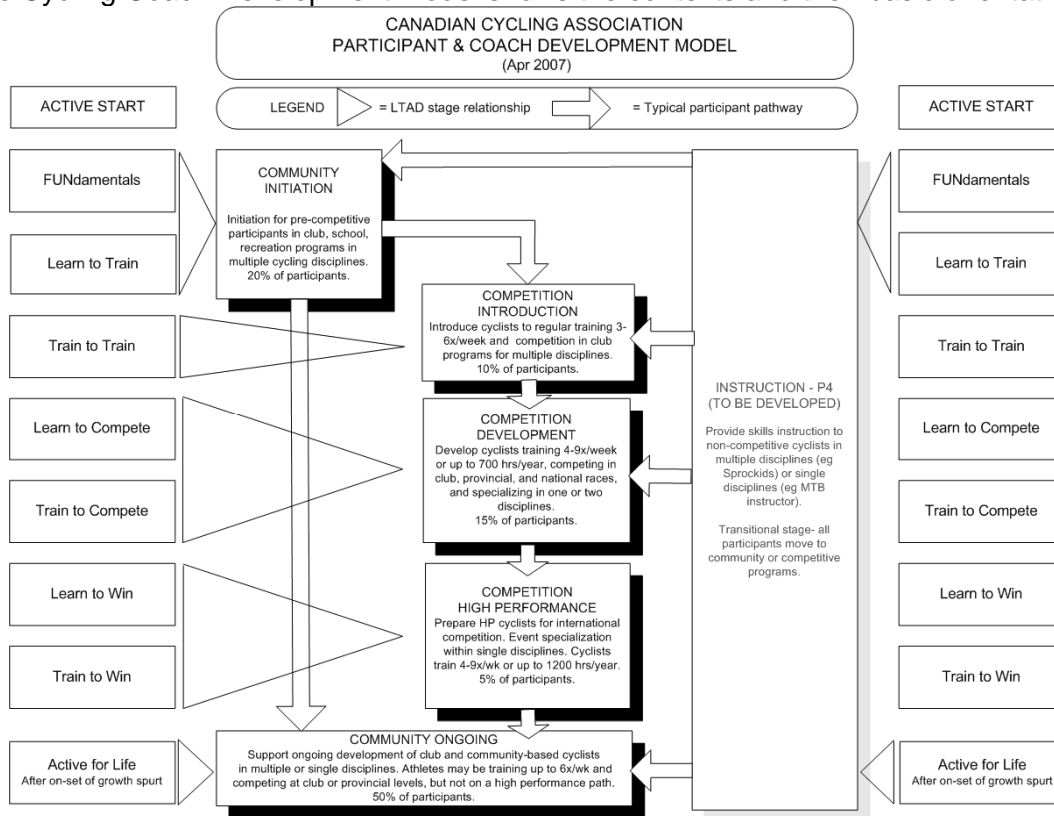 Cycling Coach Development Model shows the contexts and their basic
CANADIAN CYCLING ASSOCIATION
PARTICIPANT & COACH DEVELOPMENT MODEL
(Apr 2007)
LEGEND = LTAD stage relationship = Typical participant pathway
ACTIVE START
FUNdamentals
Learn to Train
Train to Train
Learn to Compete
Train to Compete
Learn to Win
Train to Win
Active for Life
After on-set of growth spurt
COMMUNITY
INITIATION
Initiation for pre-competitive
participants in club, school,
recreation programs in
multiple cycling disciplines.
20% of participants.
COMPETITION
INTRODUCTION
Introduce cyclists to regular training 3-
6x/week and competition in club
programs for multiple disciplines.
10% of participants.
COMPETITION
DEVELOPMENT
Develop cyclists training 4-9x/week
or up to 700 hrs/year, competing in
club, provincial, and national races,
and specializing in one or two
disciplines.
15% of participants.
COMPETITION
HIGH PERFORMANCE
Prepare HP cyclists for international
competition. Event specialization
within single disciplines. Cyclists
train 4-9x/wk or up to 1200 hrs/year.
5% of participants.
COMMUNITY ONGOING
Support ongoing development of club and community-based cyclists
in multiple or single disciplines. Athletes may be training up to 6x/wk and
competing at club or provincial levels, but not on a high performance path.
50% of participants.
INSTRUCTION - P4
(TO BE DEVELOPED)
Provide skills instruction to
non-competitive cyclists in
multiple disciplines (eg
Sprockids) or single
disciplines (eg MTB
instructor).
Transitional stage- all
participants move to
community or competitive
programs.
ACTIVE START
FUNdamentals
Learn to Train
Train to Train
Learn to Compete
Train to Compete
Learn to Win
Train to Win
Active for Life
After on-set of growth spurt